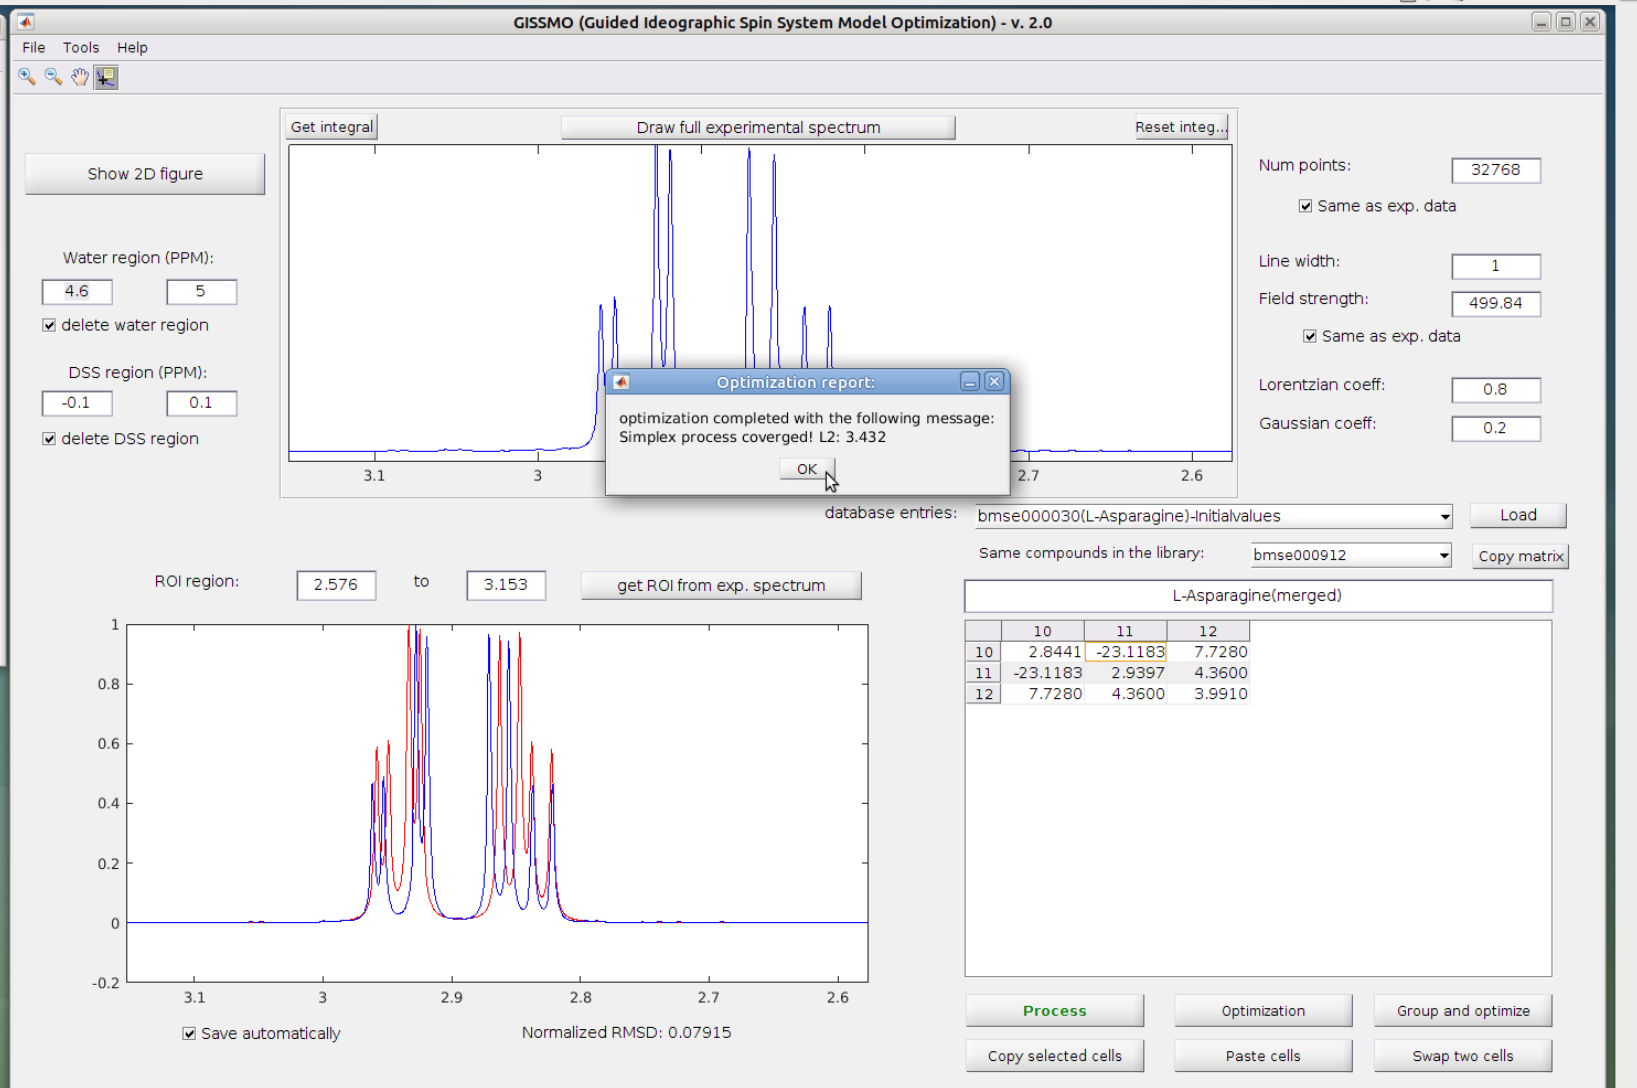 GISSMO (Guided Ideographic Spin System Model Optimization) - v. 2.0
File Tools Help
Get integral
Draw full experimental spectrum
Reset integ...
Show 2D figure
Water region (PPM):
4.6 5
delete water region
DSS region (PPM):
-0.1 0.1
delete DSS region
3.1 3 2.7 2.6
Num points: 32768
Same as exp. data
Line width: 1
Field strength: 499.84
Same as exp. data
Lorentzian coeff: 0.8
Gaussian coeff: 0.2
Optimization report:
optimization completed with the following message:
Simplex process coverged! L2: 3.432
OK
database entries: bmse000030(L-Asparagine)-Initialvalues Load
Same compounds in the library: bmse000912 Copy matrix
ROI region: 2.576 to 3.153 get ROI from exp. spectrum
L-Asparagine(merged)
10 11 12
10 2.8441 -23.1183 7.7280
11 -23.1183 2.9397 4.3600
12 7.7280 4.3600 3.9910
1
0.8
0.6
0.4
0.2
0
-0.2
3.1 3 2.9 2.8 2.7 2.6
Save automatically
Normalized RMSD: 0.07915
Process Optimization Group and optimize
Copy selected cells Paste cells Swap two cells